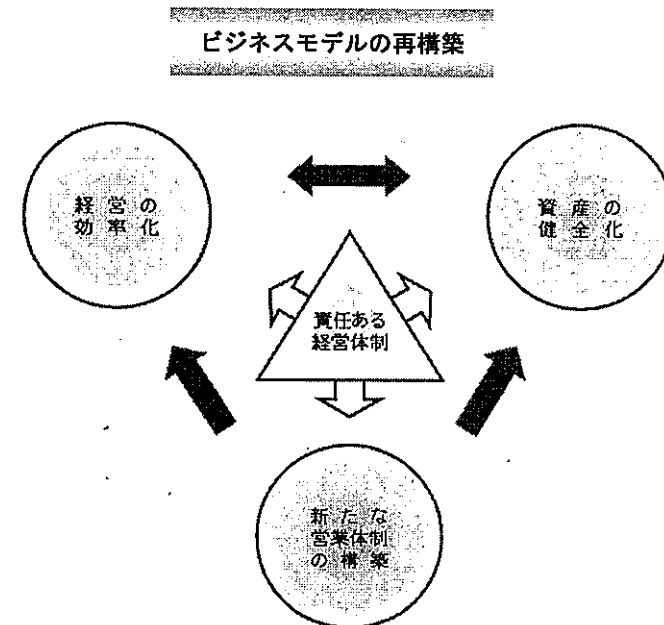 ビジネスモデルの再構築
経営の
効率化
資産の
健全化
責任ある
経営体制
新たな
営業体制
の構築